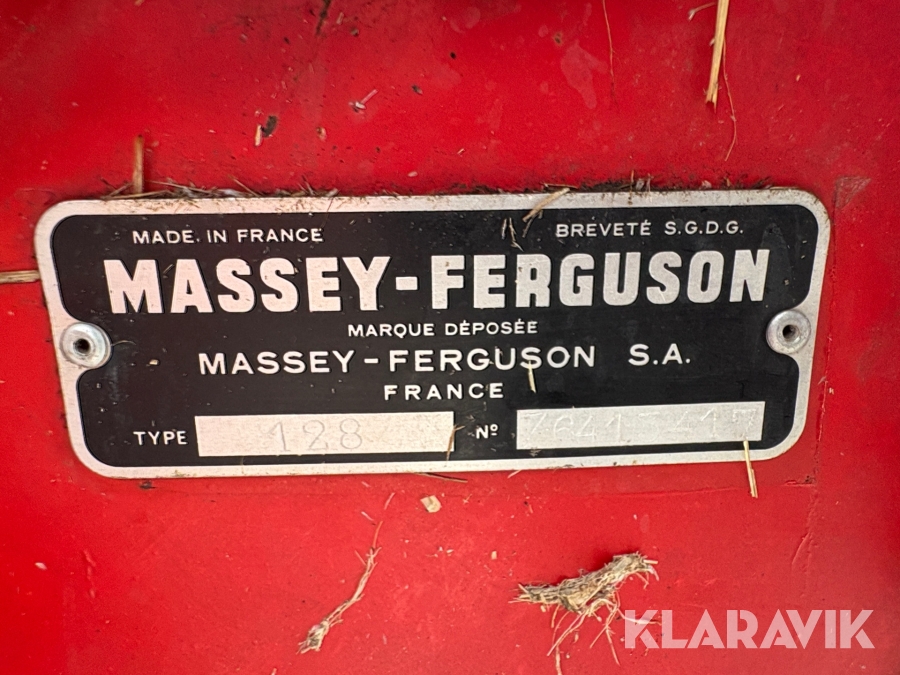 MADE. IN FRANCE BREVETÉ S.G.D.G.
MASSEY-FERGUSON
MARQUE DÉPOSÉE
MASSEY-FERGUSON S.A.
FRANCE
TYPE 128 Nº
KLARAVIK